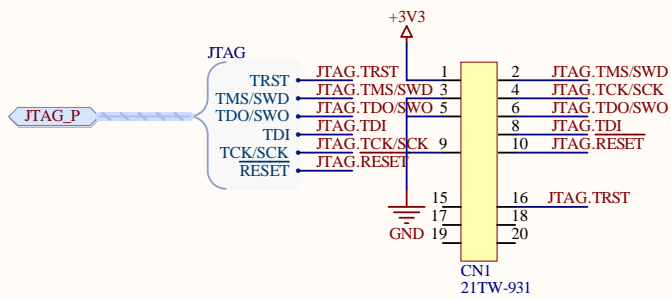 +3V3
JTAG
JTAG_P
TRST JTAG.TRST
TMS/SWD JTAG.TMS/SWD
TDO/SWO JTAG.TDO/SWO
TDI JTAG.TDI
TCK/SCK JTAG.TCK/SCK
RESET JTAG.RESET
1 2 JTAG.TMS/SWD
3 4 JTAG.TCK/SCK
5 6 JTAG.TDO/SWO
8 JTAG.TDI
9 10 JTAG.RESET
15 16 JTAG.TRST
17 18
19 20
GND
CN1
21TW-931